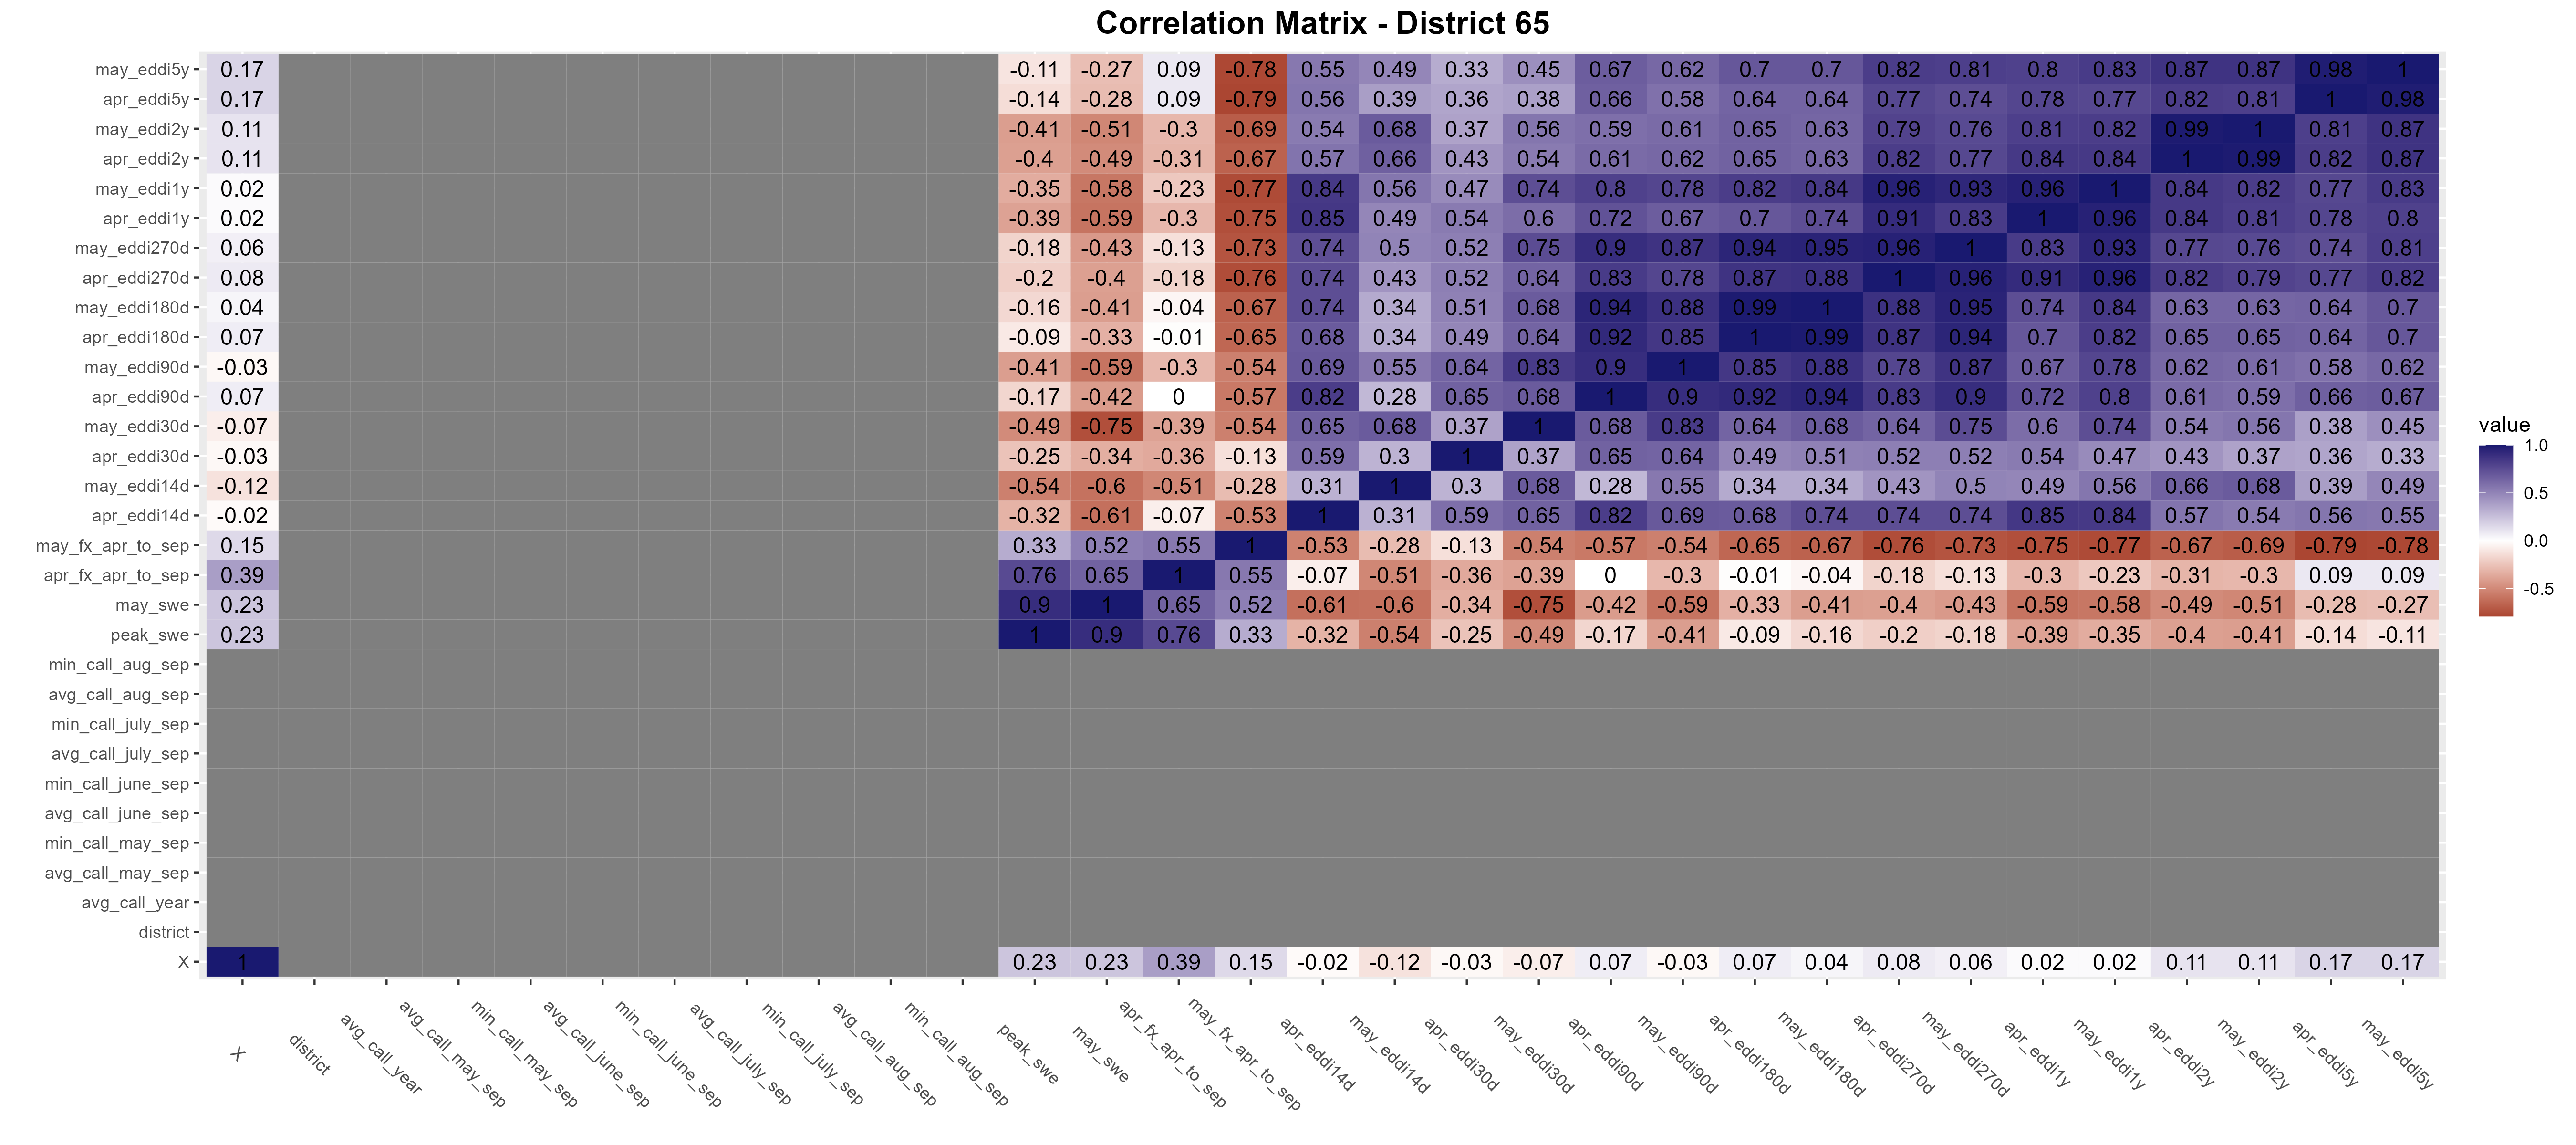 Correlation Matrix - District 65
may_eddi5y 0.17 -0.11 -0.27 0.09 -0.78 0.55 0.49 0.33 0.45 0.67 0.62 0.7 0.7 0.82 0.81 0.8 0.83 0.87 0.87 0.98 1
apr_eddi5y 0.17 -0.14 -0.28 0.09 -0.79 0.56 0.39 0.36 0.38 0.66 0.58 0.64 0.64 0.77 0.74 0.78 0.77 0.82 0.81 1 0.98
may_eddi2y 0.11 -0.41 -0.51 -0.3 -0.69 0.54 0.68 0.37 0.56 0.59 0.61 0.65 0.63 0.79 0.76 0.81 0.82 0.99 1 0.81 0.87
apr_eddi2y 0.11 -0.4 -0.49 -0.31 -0.67 0.57 0.66 0.43 0.54 0.61 0.62 0.65 0.63 0.82 0.77 0.84 0.84 1 0.99 0.82 0.87
may_eddi1y 0.02 -0.35 -0.58 -0.23 -0.77 0.84 0.56 0.47 0.74 0.8 0.78 0.82 0.84 0.96 0.93 0.96 1 0.84 0.82 0.77 0.83
apr_eddi1y 0.02 -0.39 -0.59 -0.3 -0.75 0.85 0.49 0.54 0.6 0.72 0.67 0.7 0.74 0.91 0.83 1 0.96 0.84 0.81 0.78 0.8
may_eddi270d 0.06 -0.18 -0.43 -0.13 -0.73 0.74 0.5 0.52 0.75 0.9 0.87 0.94 0.95 0.96 1 0.83 0.93 0.77 0.76 0.74 0.81
apr_eddi270d 0.08 -0.2 -0.4 -0.18 -0.76 0.74 0.43 0.52 0.64 0.83 0.78 0.87 0.88 1 0.96 0.91 0.96 0.82 0.79 0.77 0.82
may_eddi180d 0.04 -0.16 -0.41 -0.04 -0.67 0.74 0.34 0.51 0.68 0.94 0.88 0.99 1 0.88 0.95 0.74 0.84 0.63 0.63 0.64 0.7
apr_eddi180d 0.07 -0.09 -0.33 -0.01 -0.65 0.68 0.34 0.49 0.64 0.92 0.85 1 0.99 0.87 0.94 0.7 0.82 0.65 0.65 0.64 0.7
may_eddi90d -0.03 -0.41 -0.59 -0.3 -0.54 0.69 0.55 0.64 0.83 0.9 1 0.85 0.88 0.78 0.87 0.67 0.78 0.62 0.61 0.58 0.62
apr_eddi90d 0.07 -0.17 -0.42 0 -0.57 0.82 0.28 0.65 0.68 1 0.9 0.92 0.94 0.83 0.9 0.72 0.8 0.61 0.59 0.66 0.67
may_eddi30d -0.07 -0.49 -0.75 -0.39 -0.54 0.65 0.68 0.37 1 0.68 0.83 0.64 0.68 0.64 0.75 0.6 0.74 0.54 0.56 0.38 0.45
apr_eddi30d -0.03 -0.25 -0.34 -0.36 -0.13 0.59 0.3 1 0.37 0.65 0.64 0.49 0.51 0.52 0.52 0.54 0.47 0.43 0.37 0.36 0.33
may_eddi14d -0.12 -0.54 -0.6 -0.51 -0.28 0.31 1 0.3 0.68 0.28 0.55 0.34 0.34 0.43 0.5 0.49 0.56 0.66 0.68 0.39 0.49
apr_eddi14d -0.02 -0.32 -0.61 -0.07 -0.53 1 0.31 0.59 0.65 0.82 0.69 0.68 0.74 0.74 0.74 0.85 0.84 0.57 0.54 0.56 0.55
may_fx_apr_to_sep 0.15 0.33 0.52 0.55 1 -0.53 -0.28 -0.13 -0.54 -0.57 -0.54 -0.65 -0.67 -0.76 -0.73 -0.75 -0.77 -0.67 -0.69 -0.79 -0.78
apr_fx_apr_to_sep 0.39 0.76 0.65 1 0.55 -0.07 -0.51 -0.36 -0.39 0 -0.3 -0.01 -0.04 -0.18 -0.13 -0.3 -0.23 -0.31 -0.3 0.09 0.09
may_swe 0.23 0.9 1 0.65 0.52 -0.61 -0.6 -0.34 -0.75 -0.42 -0.59 -0.33 -0.41 -0.4 -0.43 -0.59 -0.58 -0.49 -0.51 -0.28 -0.27
peak_swe 0.23 1 0.9 0.76 0.33 -0.32 -0.54 -0.25 -0.49 -0.17 -0.41 -0.09 -0.16 -0.2 -0.18 -0.39 -0.35 -0.4 -0.41 -0.14 -0.11
min_call_aug_sep
avg_call_aug_sep
min_call_july_sep
avg_call_july_sep
min_call_june_sep
avg_call_june_sep
min_call_may_sep
avg_call_may_sep
avg_call_year
district
X 1 0.23 0.23 0.39 0.15 -0.02 -0.12 -0.03 -0.07 0.07 -0.03 0.07 0.04 0.08 0.06 0.02 0.02 0.11 0.11 0.17 0.17
X
district
avg_call_year
avg_call_may_sep
min_call_may_sep
avg_call_june_sep
min_call_june_sep
avg_call_july_sep
min_call_july_sep
avg_call_aug_sep
min_call_aug_sep
peak_swe
may_swe
apr_fx_apr_to_sep
may_fx_apr_to_sep
apr_eddi14d
may_eddi14d
apr_eddi30d
may_eddi30d
apr_eddi90d
may_eddi90d
apr_eddi180d
may_eddi180d
apr_eddi270d
may_eddi270d
apr_eddi1y
may_eddi1y
apr_eddi2y
may_eddi2y
apr_eddi5y
may_eddi5y
value
1.0
0.5
0.0
-0.5